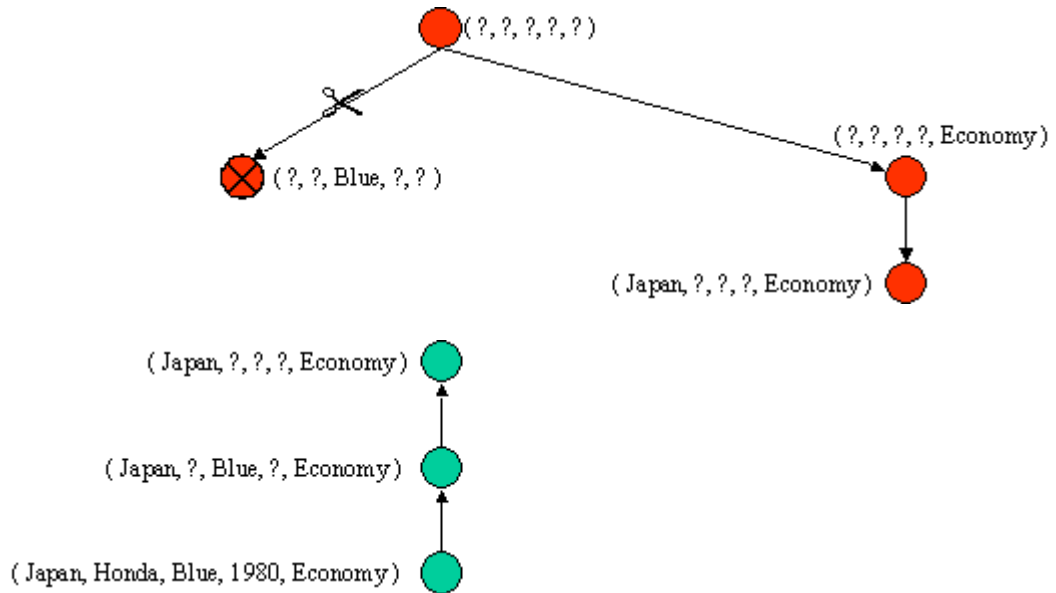 ( ?, ?, ?, ?, ? )
( ?, ?, ?, ?, Economy )
( ?, ?, Blue, ?, ? )
( Japan, ?, ?, ?, Economy )
( Japan, ?, ?, ?, Economy )
( Japan, ?, Blue, ?, Economy )
( Japan, Honda, Blue, 1980, Economy )